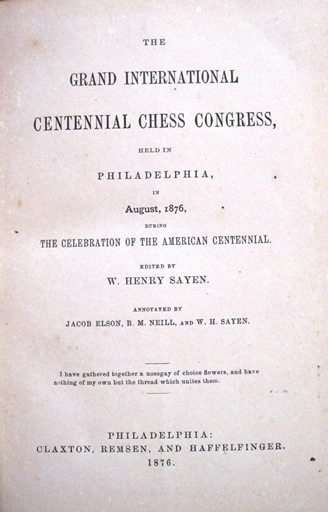 THE
GRAND INTERNATIONAL
CENTENNIAL CHESS CONGRESS,
HELD IN
PHILADELPHIA,
IN
August, 1876,
DURING
THE CELEBRATION OF THE AMERICAN CENTENNIAL.
EDITED BY
W. HENRY SAYEN.
ANNOTATED BY
JACOB ELSON, B. M. NEILL, AND W. H. SAYEN.
I have gathered together a nosegay of choice flowers, and have
nothing of my own but the thread which unites them.
PHILADELPHIA:
CLAXTON, REMSEN, AND HAFFELFINGER.
1876.